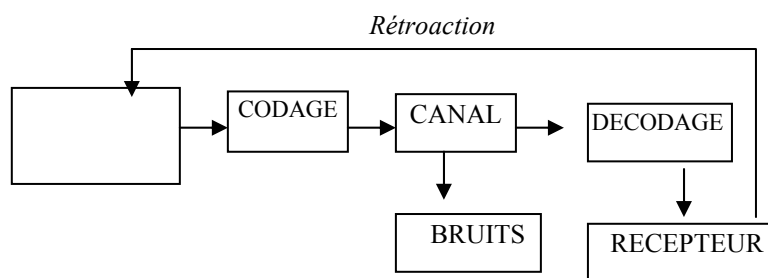 Rétroaction
CODAGE
CANAL
DECODAGE
BRUITS
RECEPTEUR